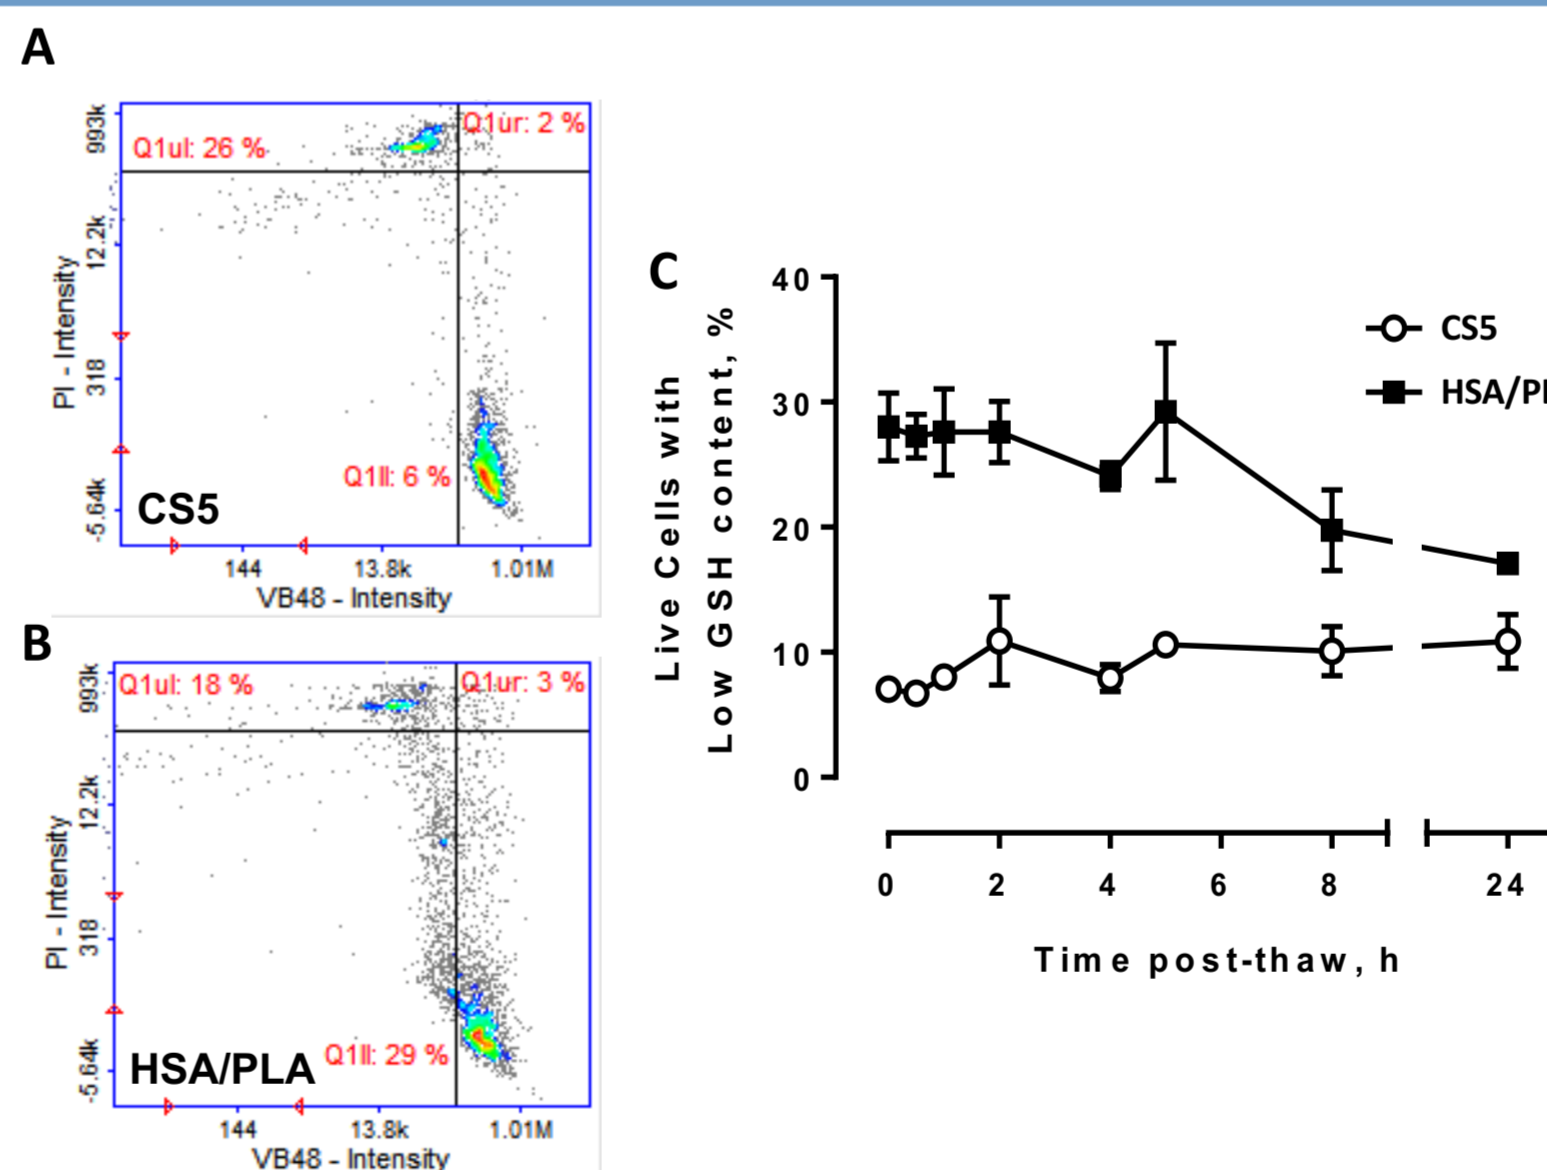 A
993k
Q1ul: 26 %
Q1ur: 2 %
12.2k
PI - Intensity
318
Q1ll: 6 %
CS5
-5.64k
144
13.8k
1.01M
VB48 - Intensity
B
993k
Q1ul: 18 %
Q1ur: 3 %
12.2k
PI - Intensity
318
Q1ll: 29 %
HSA/PLA
-5.64k
144
13.8k
1.01M
VB48 - Intensity
C
Live Cells with
Low GSH content, %
40
30
20
10
0
CS5
HSA/Pl
0 2 4 6 8 24
Time post-thaw, h